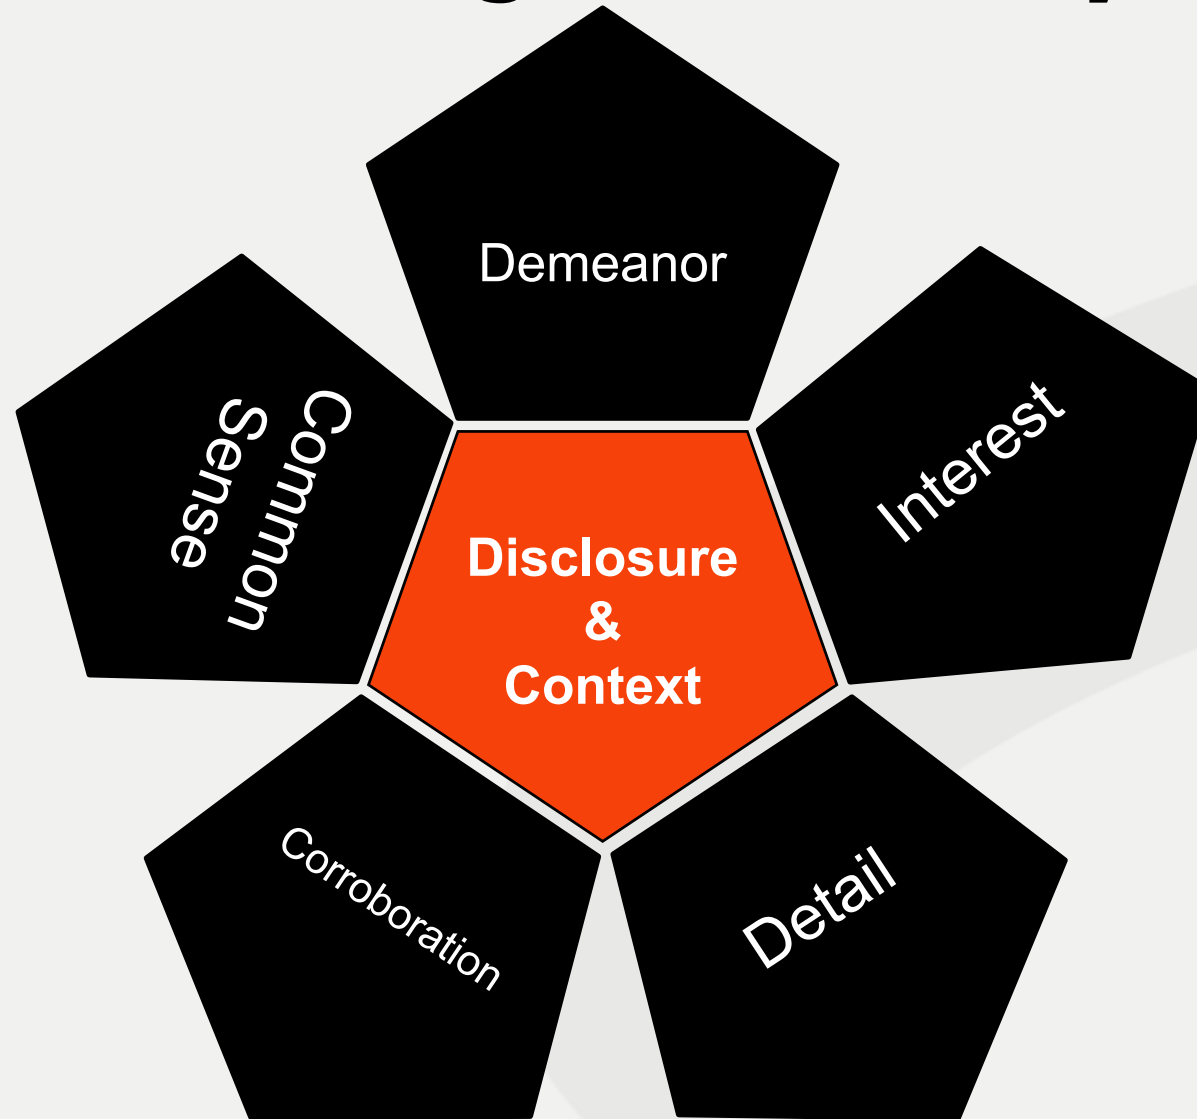 Demeanor
Interest
Common
Sense
Disclosure
&
Context
Corroboration
Detail